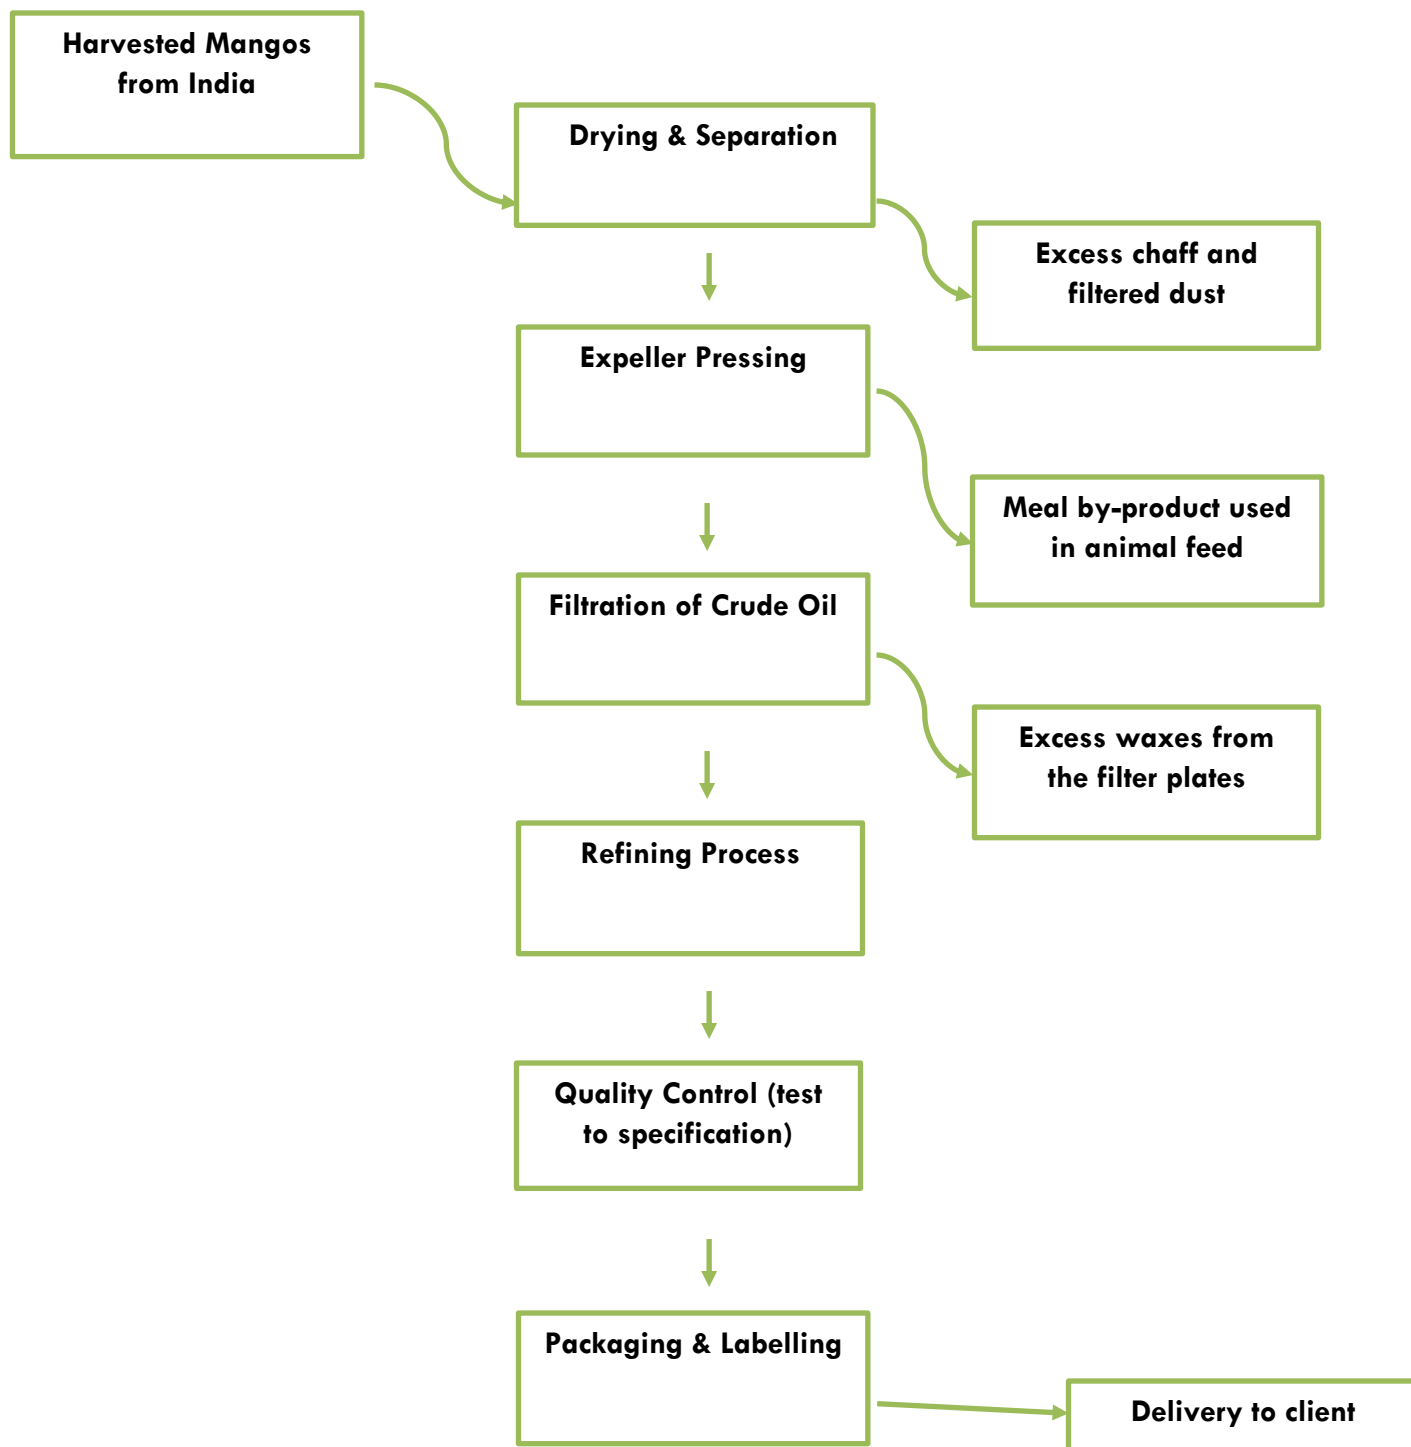 Harvested Mangos
from India
Drying & Separation
Excess chaff and
filtered dust
Expeller Pressing
Meal by-product used
in animal feed
Filtration of Crude Oil
Excess waxes from
the filter plates
Refining Process
Quality Control (test
to specification)
Packaging & Labelling
Delivery to client